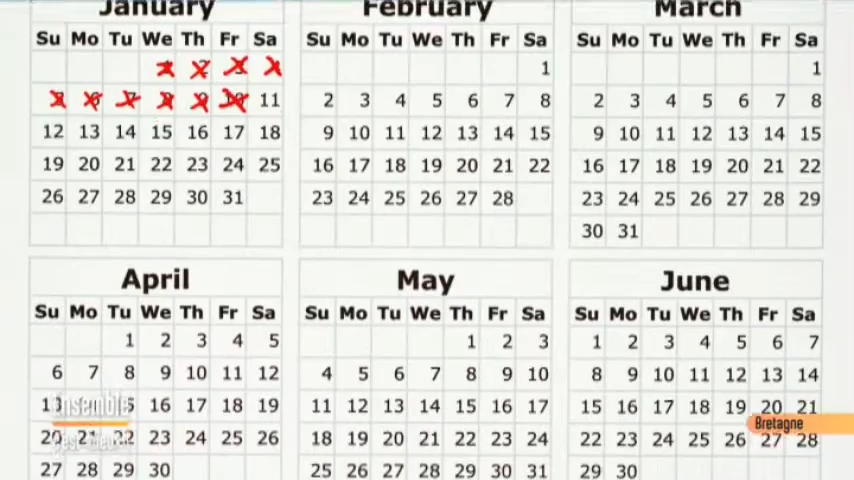 January February March
Su Mo Tu We Th Fr Sa Su Mo Tu We Th Fr Sa Su Mo Tu We Th Fr Sa
1 1
11 2 3 4 5 6 7 8 2 3 4 5 6 7 8
12 13 14 15 16 17 18 9 10 11 12 13 14 15 9 10 11 12 13 14 15
19 20 21 22 23 24 25 16 17 18 19 20 21 22 16 17 18 19 20 21 22
26 27 28 29 30 31 23 24 25 26 27 28 23 24 25 26 27 28 29
30 31
April May June
Su Mo Tu We Th Fr Sa Su Mo Tu We Th Fr Sa Su Mo Tu We Th Fr Sa
1 2 3 4 5 1 2 3 1 2 3 4 5 6 7
6 7 8 9 10 11 12 4 5 6 7 8 9 10 8 9 10 11 12 13 14
16 17 18 19 11 12 13 14 15 16 17 15 16 17 18 19 20 21
Ensemble
Bretagne
20 21 22 23 24 25 26 18 19 20 21 22 23 24 22 23 24 25 26 27 28
c'est mieux !
27 28 29 30 25 26 27 28 29 30 31 29 30